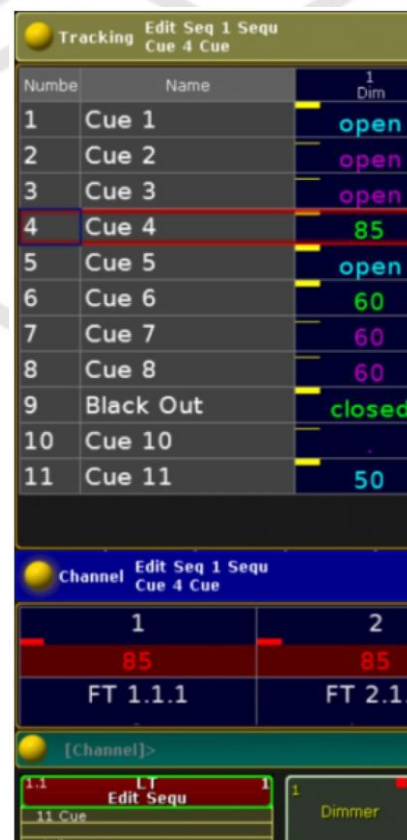 Tracking Edit Seq 1 Sequ
Cue 4 Cue
Numbe Name 1
Dim
1 Cue 1 open
2 Cue 2 open
3 Cue 3 open
4 Cue 4 85
5 Cue 5 open
6 Cue 6 60
7 Cue 7 60
8 Cue 8 60
9 Black Out closed
10 Cue 10 .
11 Cue 11 50
Channel Edit Seq 1 Sequ
Cue 4 Cue
1 2
85 85
FT 1.1.1 FT 2.1.
[Channel]>
1.1 LT 1
Edit Sequ
11 Cue
1
Dimmer